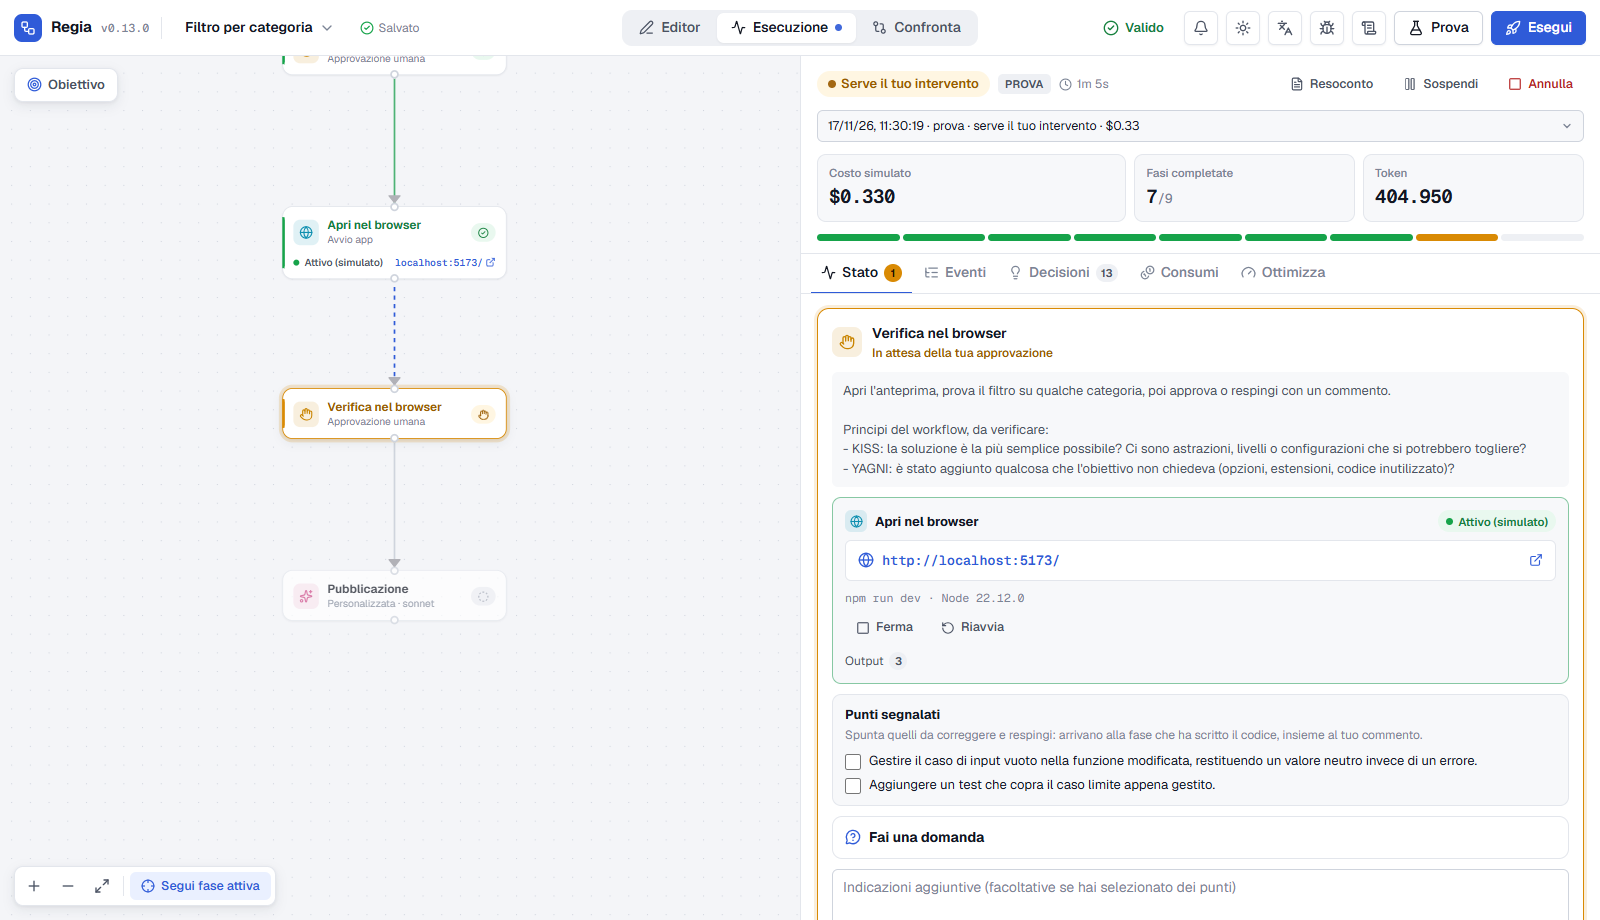 Regia v0.13.0
Filtro per categoria
Salvato
Editor
Esecuzione
Confronta
Valido
Prova
Esegui
Approvazione umana
Obiettivo
Apri nel browser
Avvio app
Attivo (simulato) localhost:5173/
Verifica nel browser
Approvazione umana
Pubblicazione
Personalizzata · sonnet
Segui fase attiva
Serve il tuo intervento
PROVA
1m 5s
Resoconto
Sospendi
Annulla
17/11/26, 11:30:19 · prova · serve il tuo intervento · $0.33
Costo simulato
$0.330
Fasi completate
7/9
Token
404.950
Stato 1
Eventi
Decisioni 13
Consumi
Ottimizza
Verifica nel browser
In attesa della tua approvazione
Apri l'anteprima, prova il filtro su qualche categoria, poi approva o respingi con un commento.
Principi del workflow, da verificare:
- KISS: la soluzione è la più semplice possibile? Ci sono astrazioni, livelli o configurazioni che si potrebbero togliere?
- YAGNI: è stato aggiunto qualcosa che l'obiettivo non chiedeva (opzioni, estensioni, codice inutilizzato)?
Apri nel browser
Attivo (simulato)
http://localhost:5173/
npm run dev · Node 22.12.0
Ferma
Riavvia
Output 3
Punti segnalati
Spunta quelli da correggere e respingi: arrivano alla fase che ha scritto il codice, insieme al tuo commento.
Gestire il caso di input vuoto nella funzione modificata, restituendo un valore neutro invece di un errore.
Aggiungere un test che copra il caso limite appena gestito.
Fai una domanda
Indicazioni aggiuntive (facoltative se hai selezionato dei punti)